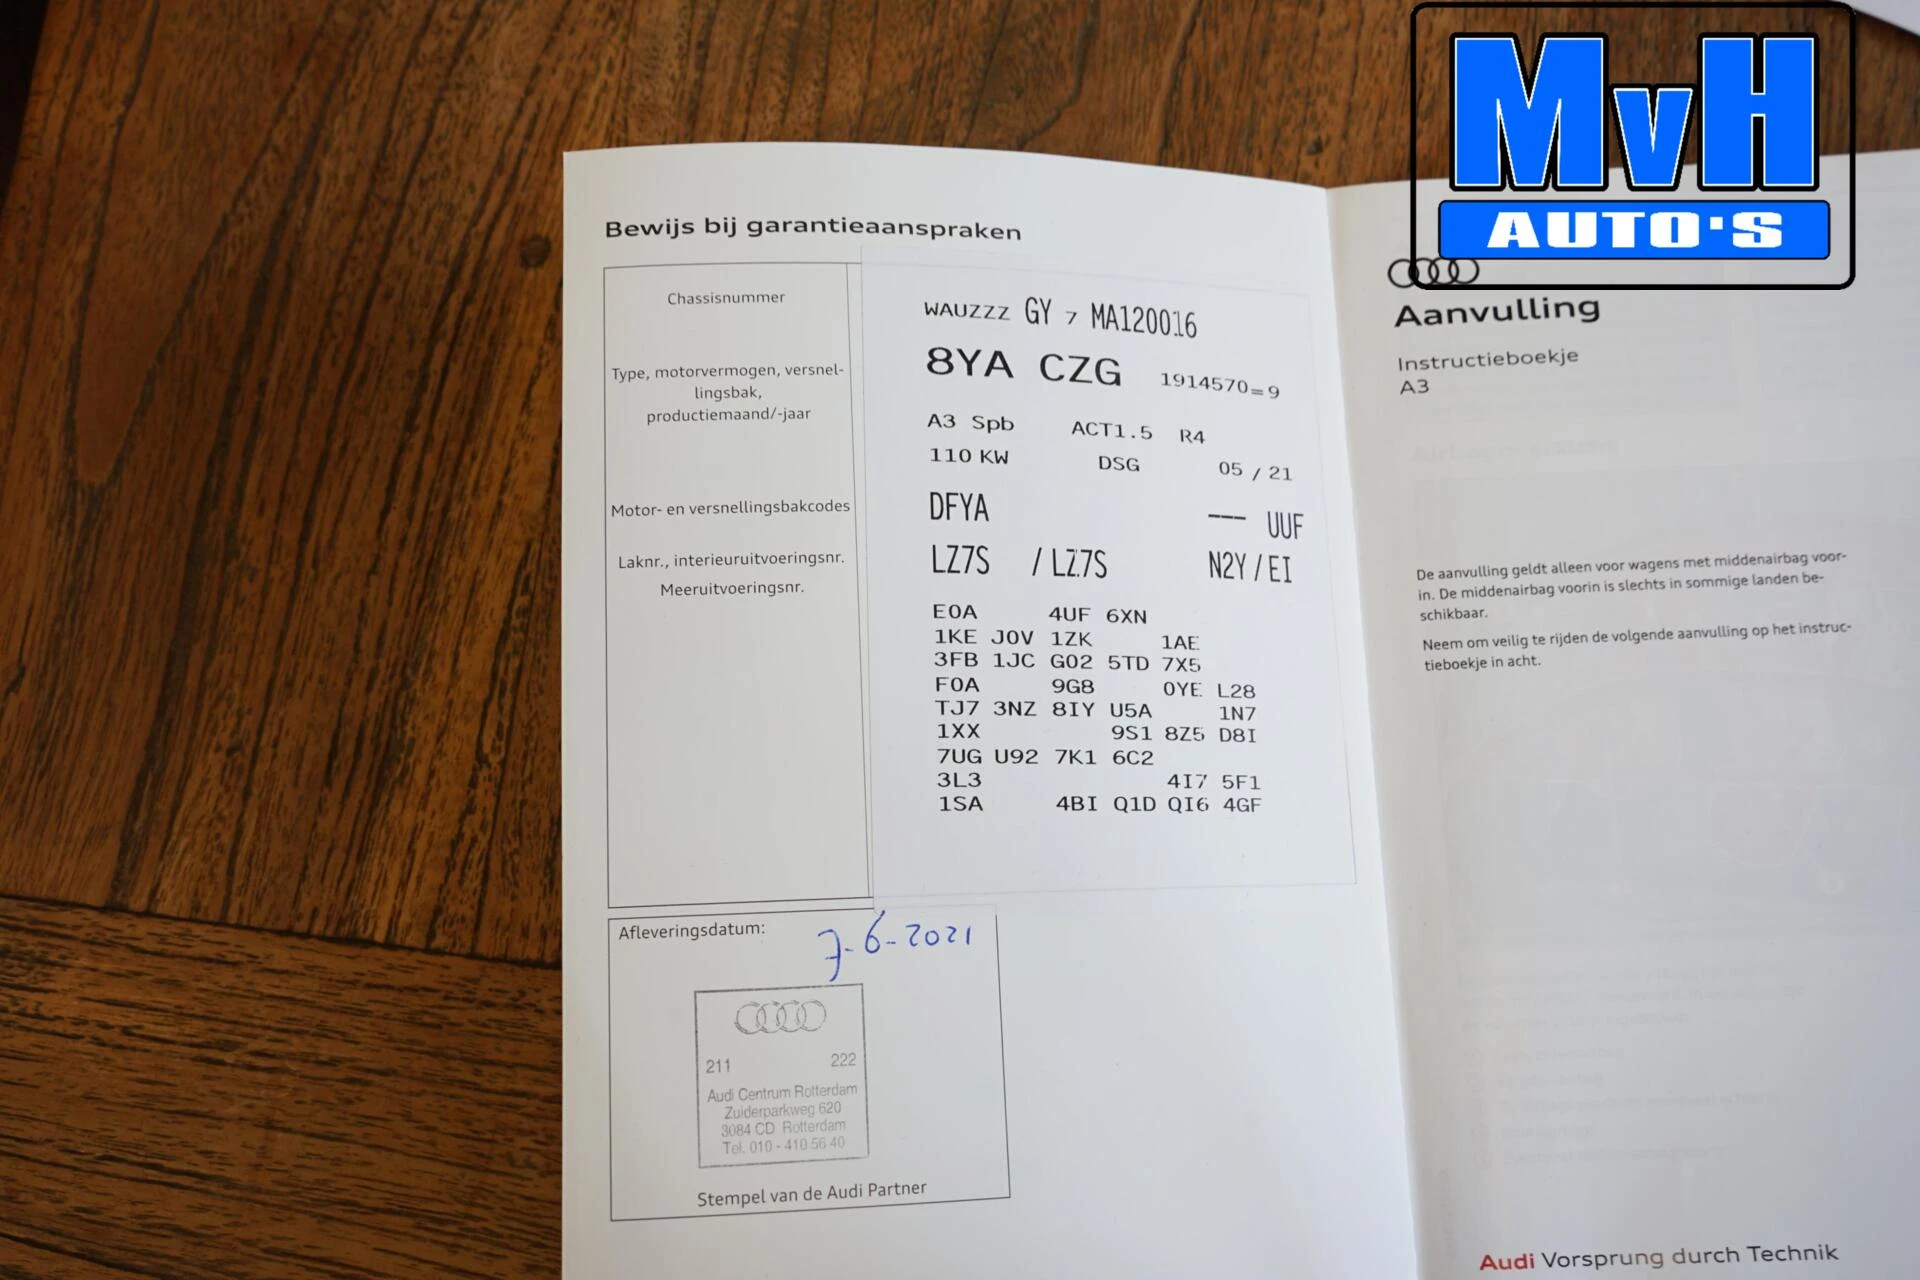 MvH
AUTO'S
Bewijs bij garantieaanspraken
Chassisnummer
WAUZZZ GY 7 MA120016
Type, motorvermogen, versnel-
lingsbak,
productiemaand/-jaar
8YA CZG 1914570=9
A3 Spb ACT1.5 R4
110 KW DSG 05 / 21
Motor- en versnellingsbakcodes
DFYA --- UUF
Laknr., interieuruitvoeringsnr.
LZ7S / LZ7S N2Y / EI
Meeruitvoeringsnr.
E0A 4UF 6XN
1KE J0V 1ZK 1AE
3FB 1JC G02 5TD 7X5
F0A 9G8 0YE L28
TJ7 3NZ 8IY U5A 1N7
1XX 9S1 8Z5 D8I
7UG U92 7K1 6C2
3L3 4I7 5F1
1SA 4BI Q1D QI6 4GF
Afleveringsdatum: 7-6-2021
211 222
Audi Centrum Rotterdam
Zuiderparkweg 620
3084 CD Rotterdam
Tel. 010 - 410 56 40
Stempel van de Audi Partner
Aanvulling
Instructieboekje
A3
De aanvulling geldt alleen voor wagens met middenairbag voor-
in. De middenairbag voorin is slechts in sommige landen be-
schikbaar.
Neem om veilig te rijden de volgende aanvulling op het instruc-
tieboekje in acht.
Audi Vorsprung durch Technik